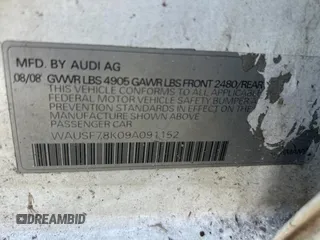 MFD. BY AUDI AG
08/08 GVWR LBS 4905 GAWR LBS FRONT 2480/REAR
THIS VEHICLE CONFORMS TO ALL APPLICABLE
FEDERAL MOTOR VEHICLE SAFETY BUMPER
PREVENTION STANDARDS IN EFFECT ON
OF MANUFACTURE SHOWN ABOVE
PASSENGER CAR
WAUSF78K09A091152
DREAMBID